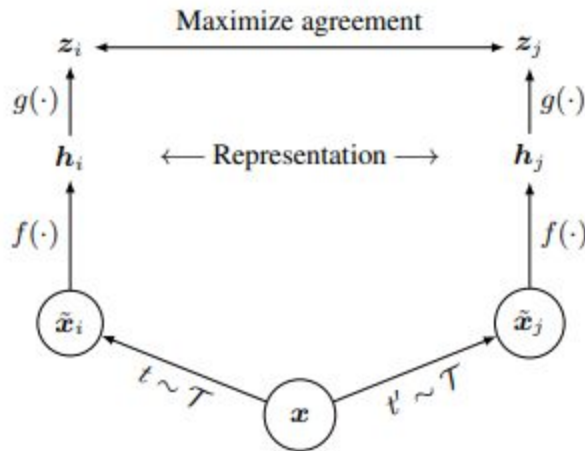 Maximize agreement
z_i z_j
g(·) g(·)
h_i ← Representation → h_j
f(·) f(·)
x̃_i x̃_j
t ∼ 𝒯 t′ ∼ 𝒯
x